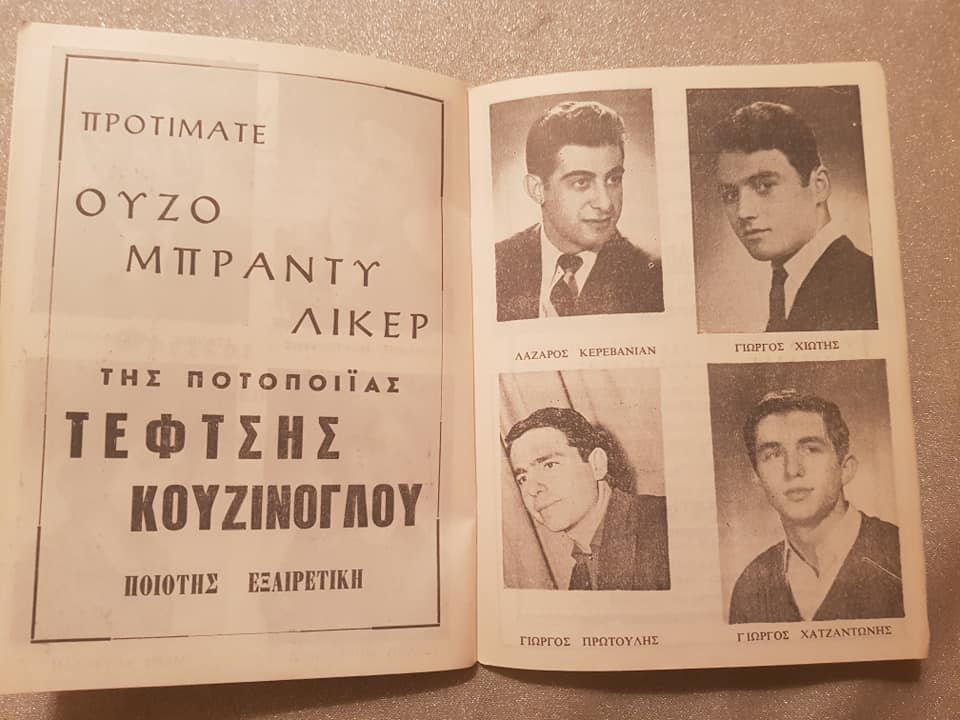 ΠΡΟΤΙΜΑΤΕ
ΟΥΖΟ
ΜΠΡΑΝΤΥ
ΛΙΚΕΡ
ΤΗΣ ΠΟΤΟΠΟΙΪΑΣ
ΤΕΦΤΣΗΣ
ΚΟΥΖΙΝΟΓΛΟΥ
ΠΟΙΟΤΗΣ ΕΞΑΙΡΕΤΙΚΗ
ΛΑΖΑΡΟΣ ΚΕΡΕΒΑΝΙΑΝ
ΓΙΩΡΓΟΣ ΧΙΩΤΗΣ
ΓΙΩΡΓΟΣ ΠΡΩΤΟΥΛΗΣ
ΓΙΩΡΓΟΣ ΧΑΤΖΑΝΤΩΝΗΣ